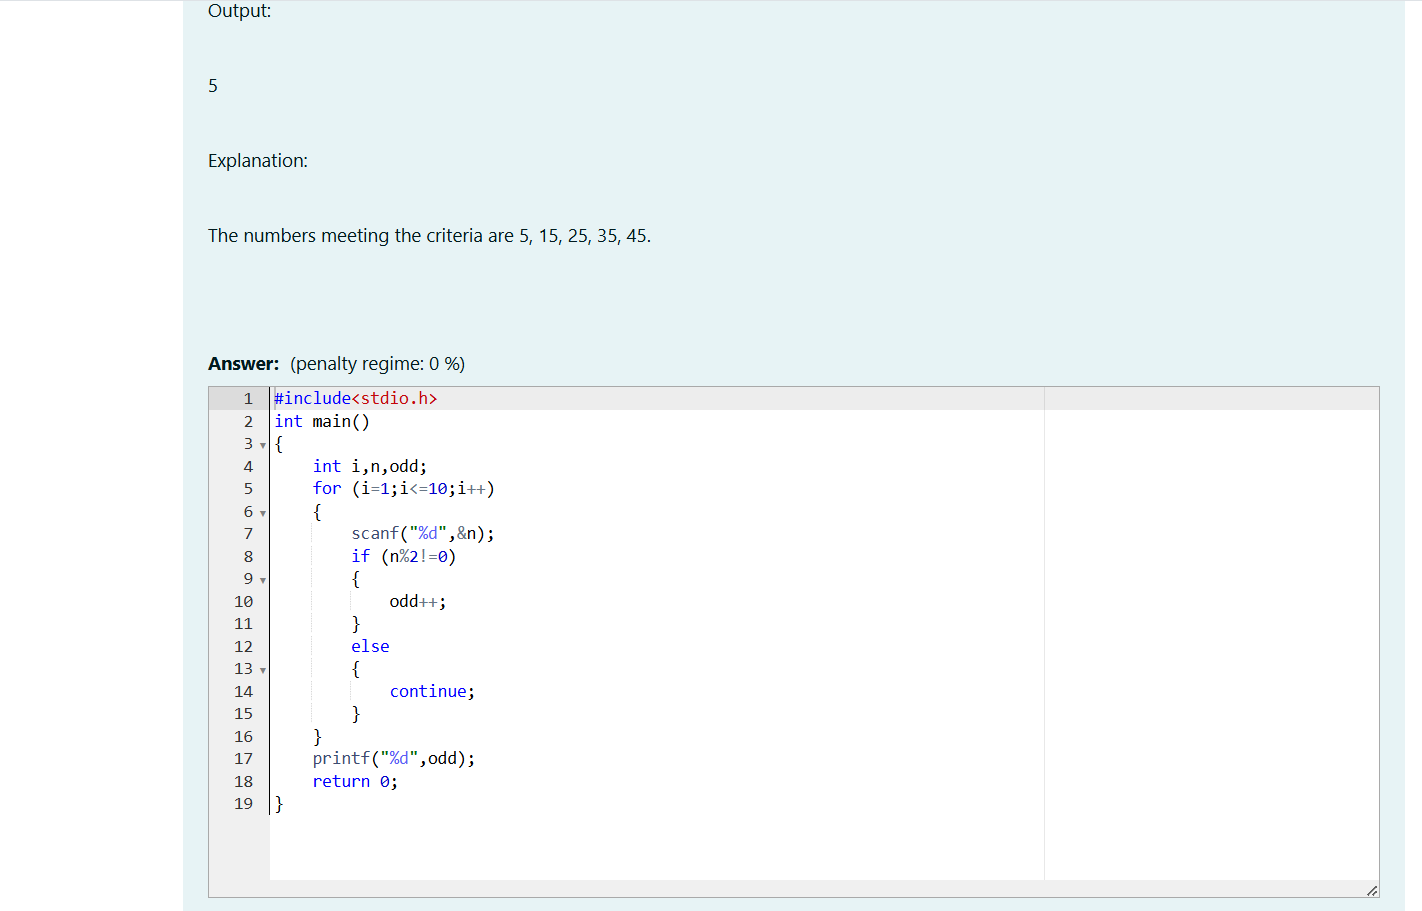 Output:
5
Explanation:
The numbers meeting the criteria are 5, 15, 25, 35, 45.
Answer: (penalty regime: 0 %)
1 #include<stdio.h>
2 int main()
3 {
4     int i,n,odd;
5     for (i=1;i<=10;i++)
6     {
7         scanf("%d",&n);
8         if (n%2!=0)
9         {
10             odd++;
11         }
12         else
13         {
14             continue;
15         }
16     }
17     printf("%d",odd);
18     return 0;
19 }